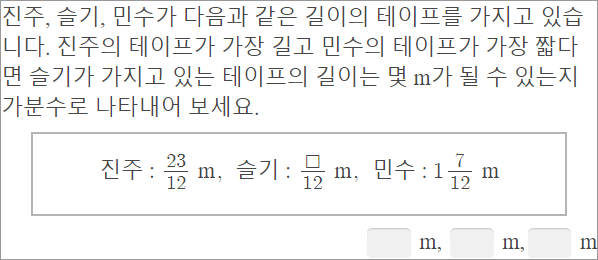 진주, 슬기, 민수가 다음과 같은 길이의 테이프를 가지고 있습
니다. 진주의 테이프가 가장 길고 민수의 테이프가 가장 짧다
면 슬기가 가지고 있는 테이프의 길이는 몇 m가 될 수 있는지
가분수로 나타내어 보세요.
진주 : 23/12 m, 슬기 : □/12 m, 민수 : 1 7/12 m
m, m, m